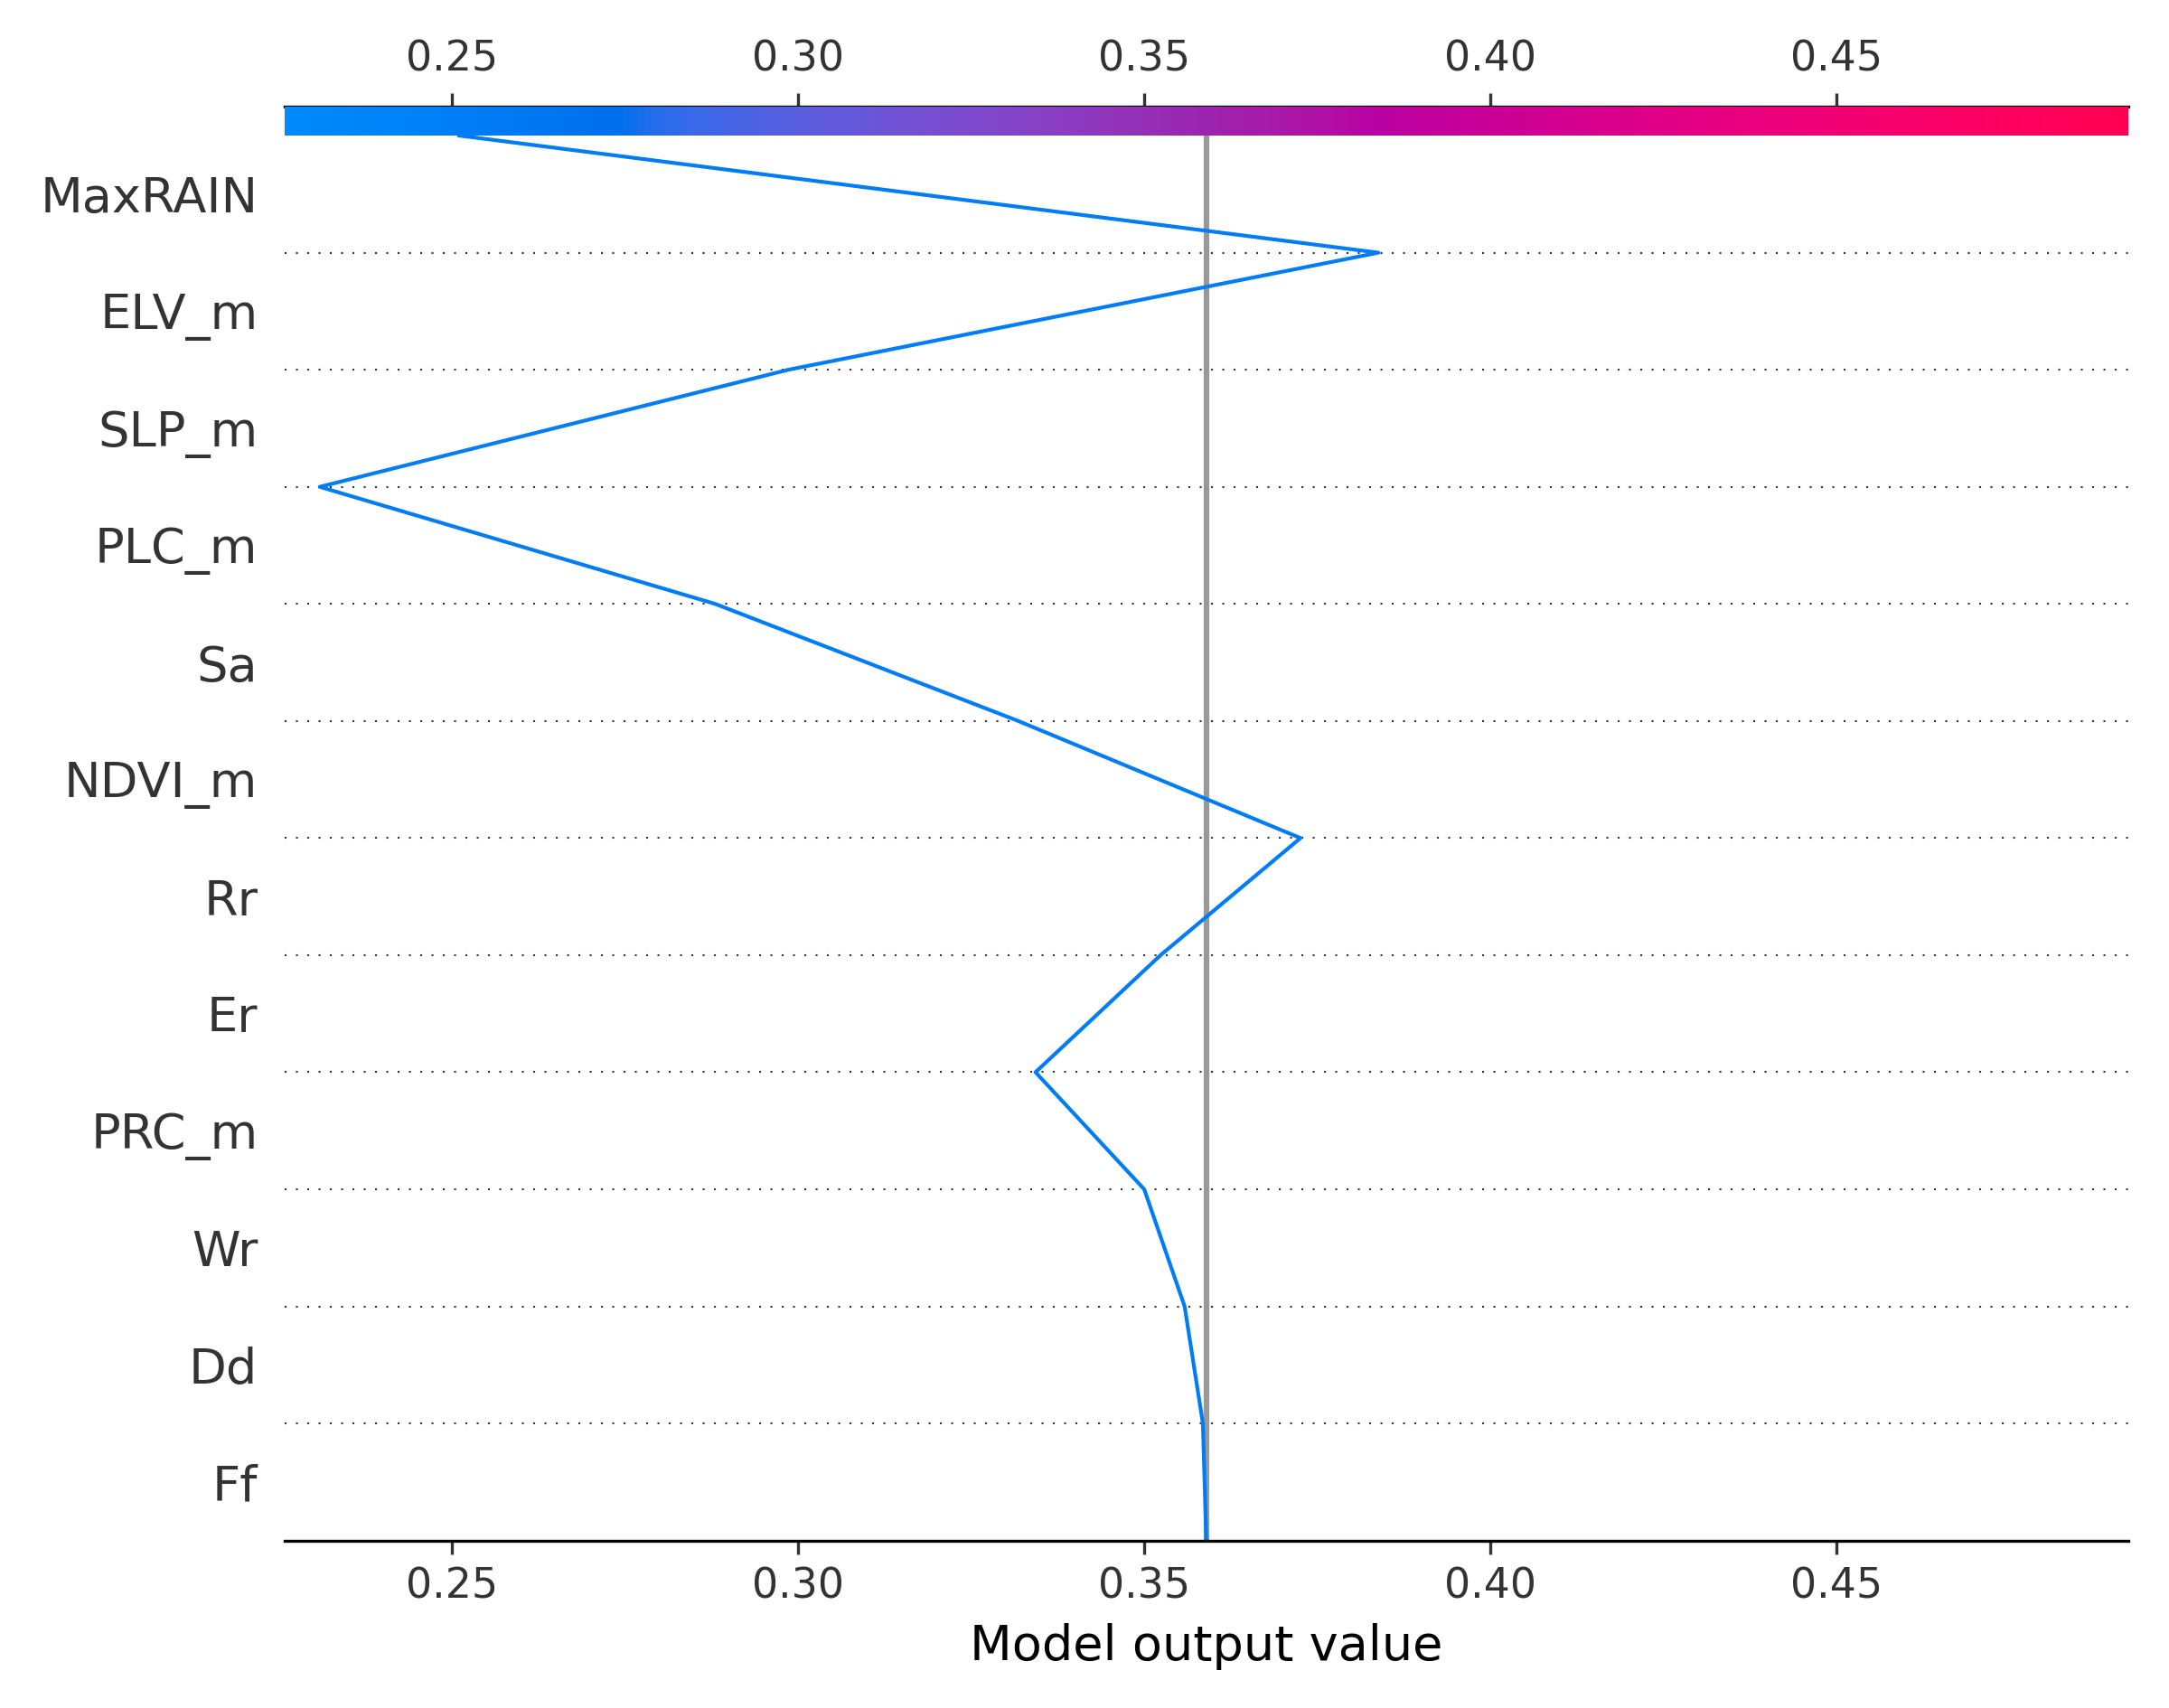 0.25 0.30 0.35 0.40 0.45
MaxRAIN
ELV_m
SLP_m
PLC_m
Sa
NDVI_m
Rr
Er
PRC_m
Wr
Dd
Ff
0.25 0.30 0.35 0.40 0.45
Model output value